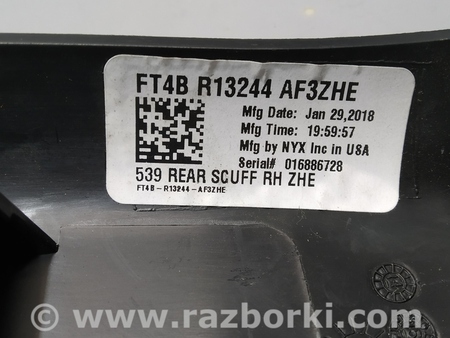 FT4B R13244 AF3ZHE
Mfg Date: Jan 29,2018
Mfg Time: 19:59:57
Mfg by NYX Inc in USA
Serial# 016886728
539 REAR SCUFF RH ZHE
FT4B-R13244-AF3ZHE
© www.razborki.com